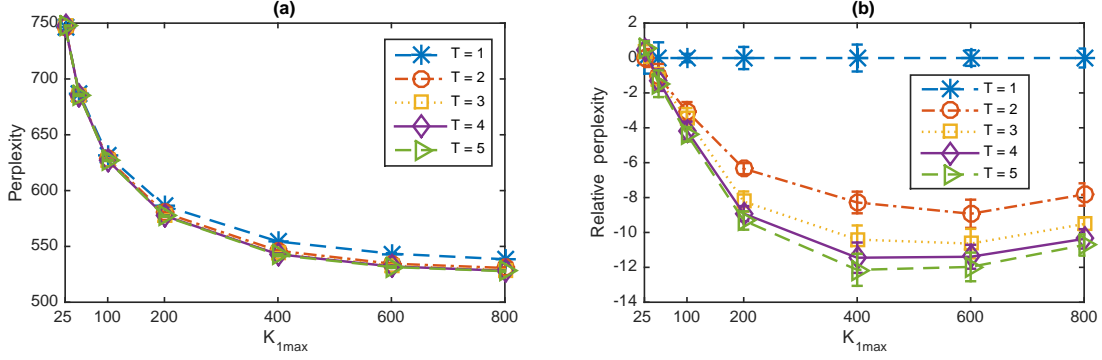 (a)
750
700
650
600
550
500
Perplexity
25
100
200
400
600
800
K1max
T = 1
T = 2
T = 3
T = 4
T = 5
(b)
2
0
-2
-4
-6
-8
-10
-12
-14
Relative perplexity
25
100
200
400
600
800
K1max
T = 1
T = 2
T = 3
T = 4
T = 5